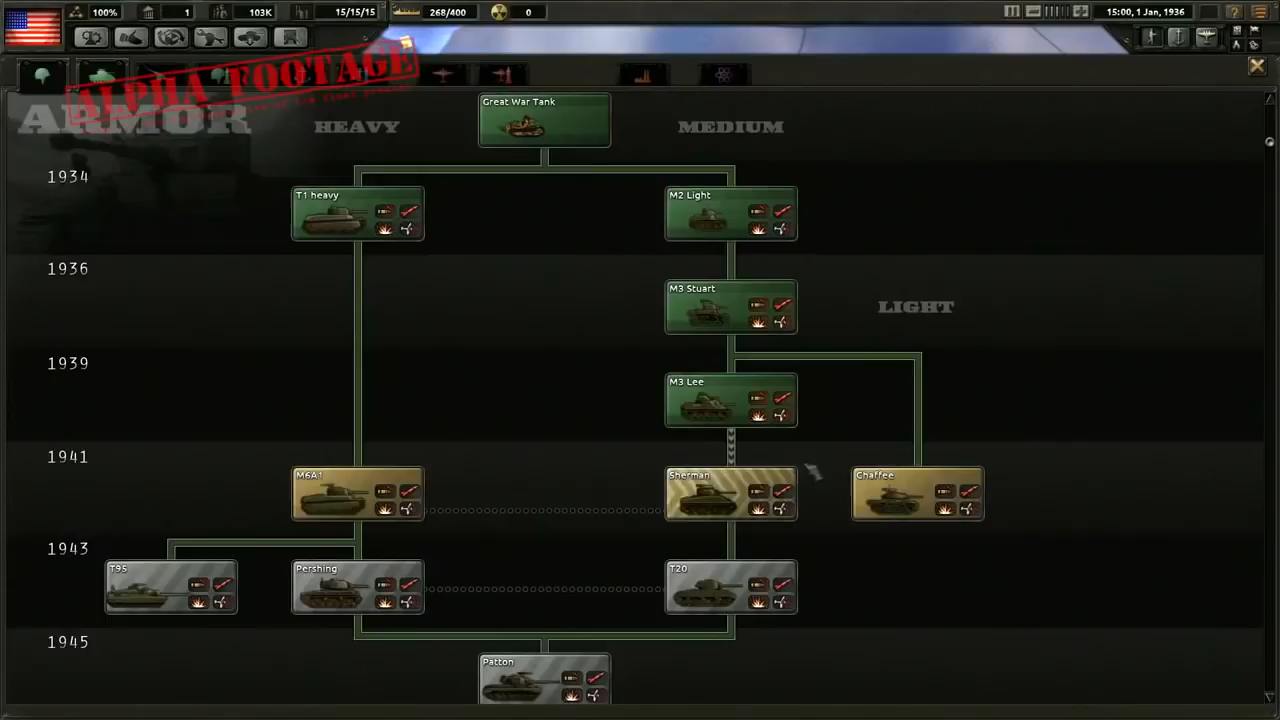 100%
1
103K
15/15/15
268/400
0
15:00, 1 Jan, 1936
?
ALPHA FOOTAGE
ARMOR
HEAVY
MEDIUM
Great War Tank
1934
T1 heavy
M2 Light
1936
M3 Stuart
LIGHT
1939
M3 Lee
1941
M6A1
Sherman
Chaffee
1943
T95
Pershing
T20
1945
Patton